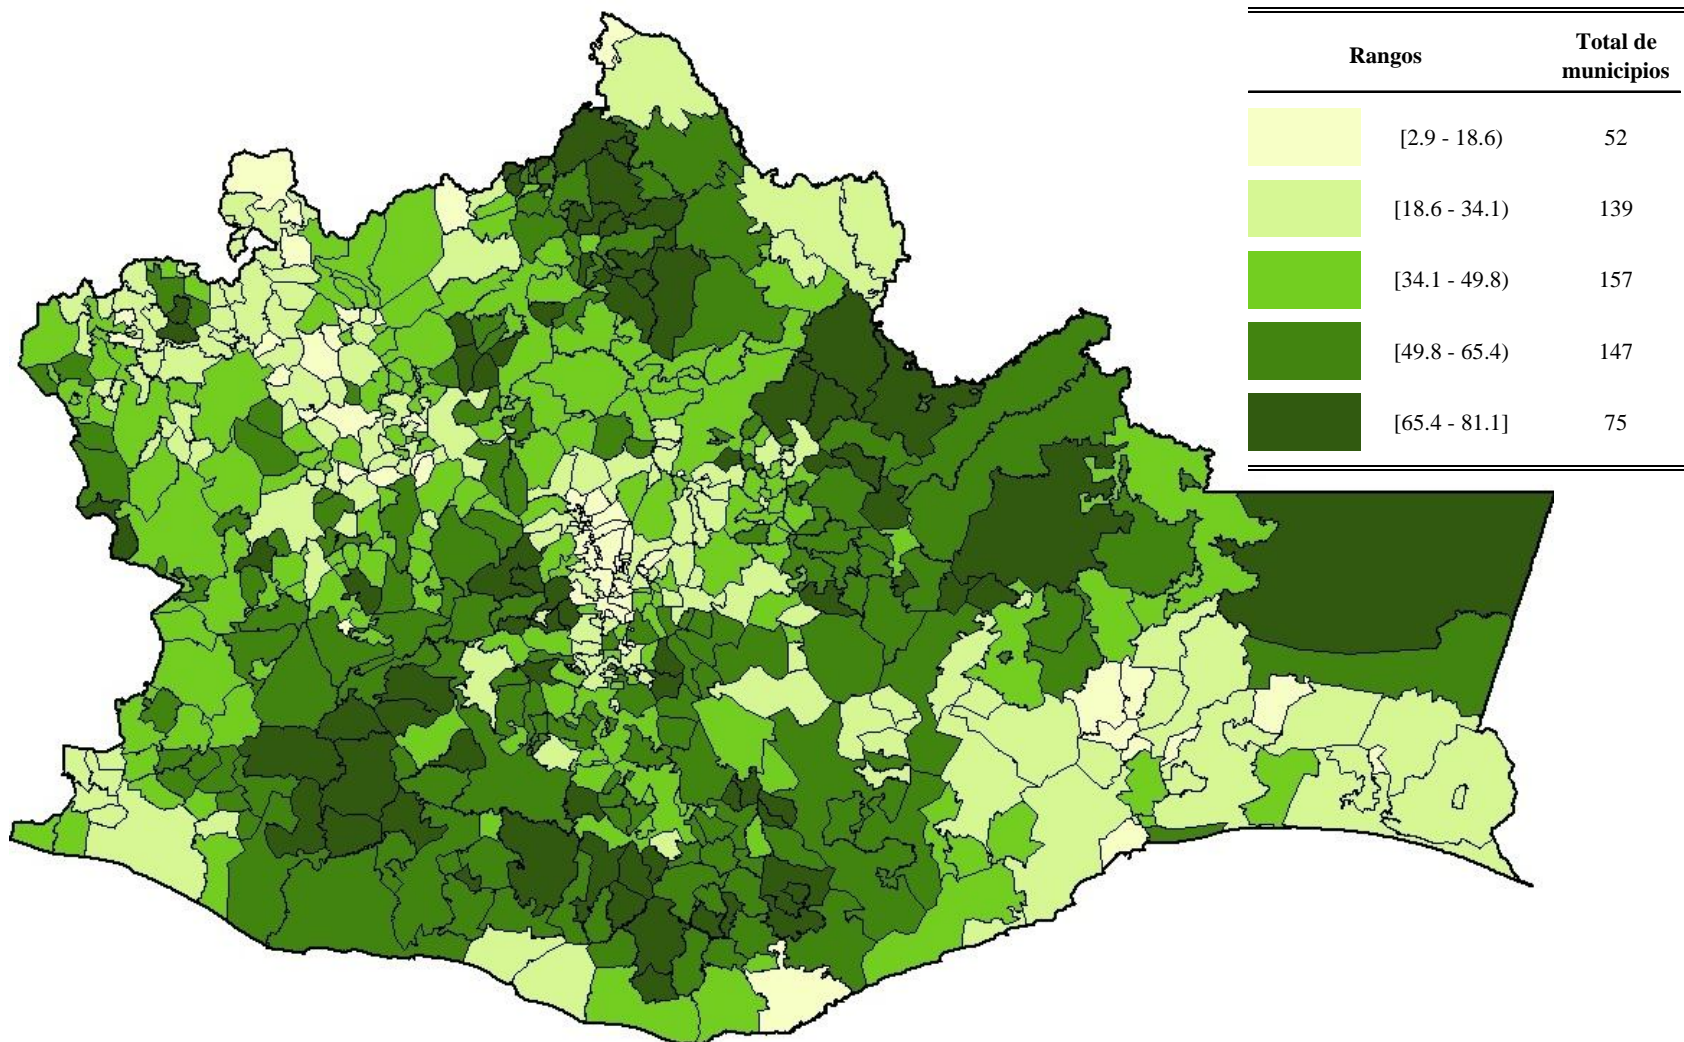 Rangos Total de municipios
[2.9 - 18.6) 52
[18.6 - 34.1) 139
[34.1 - 49.8) 157
[49.8 - 65.4) 147
[65.4 - 81.1] 75